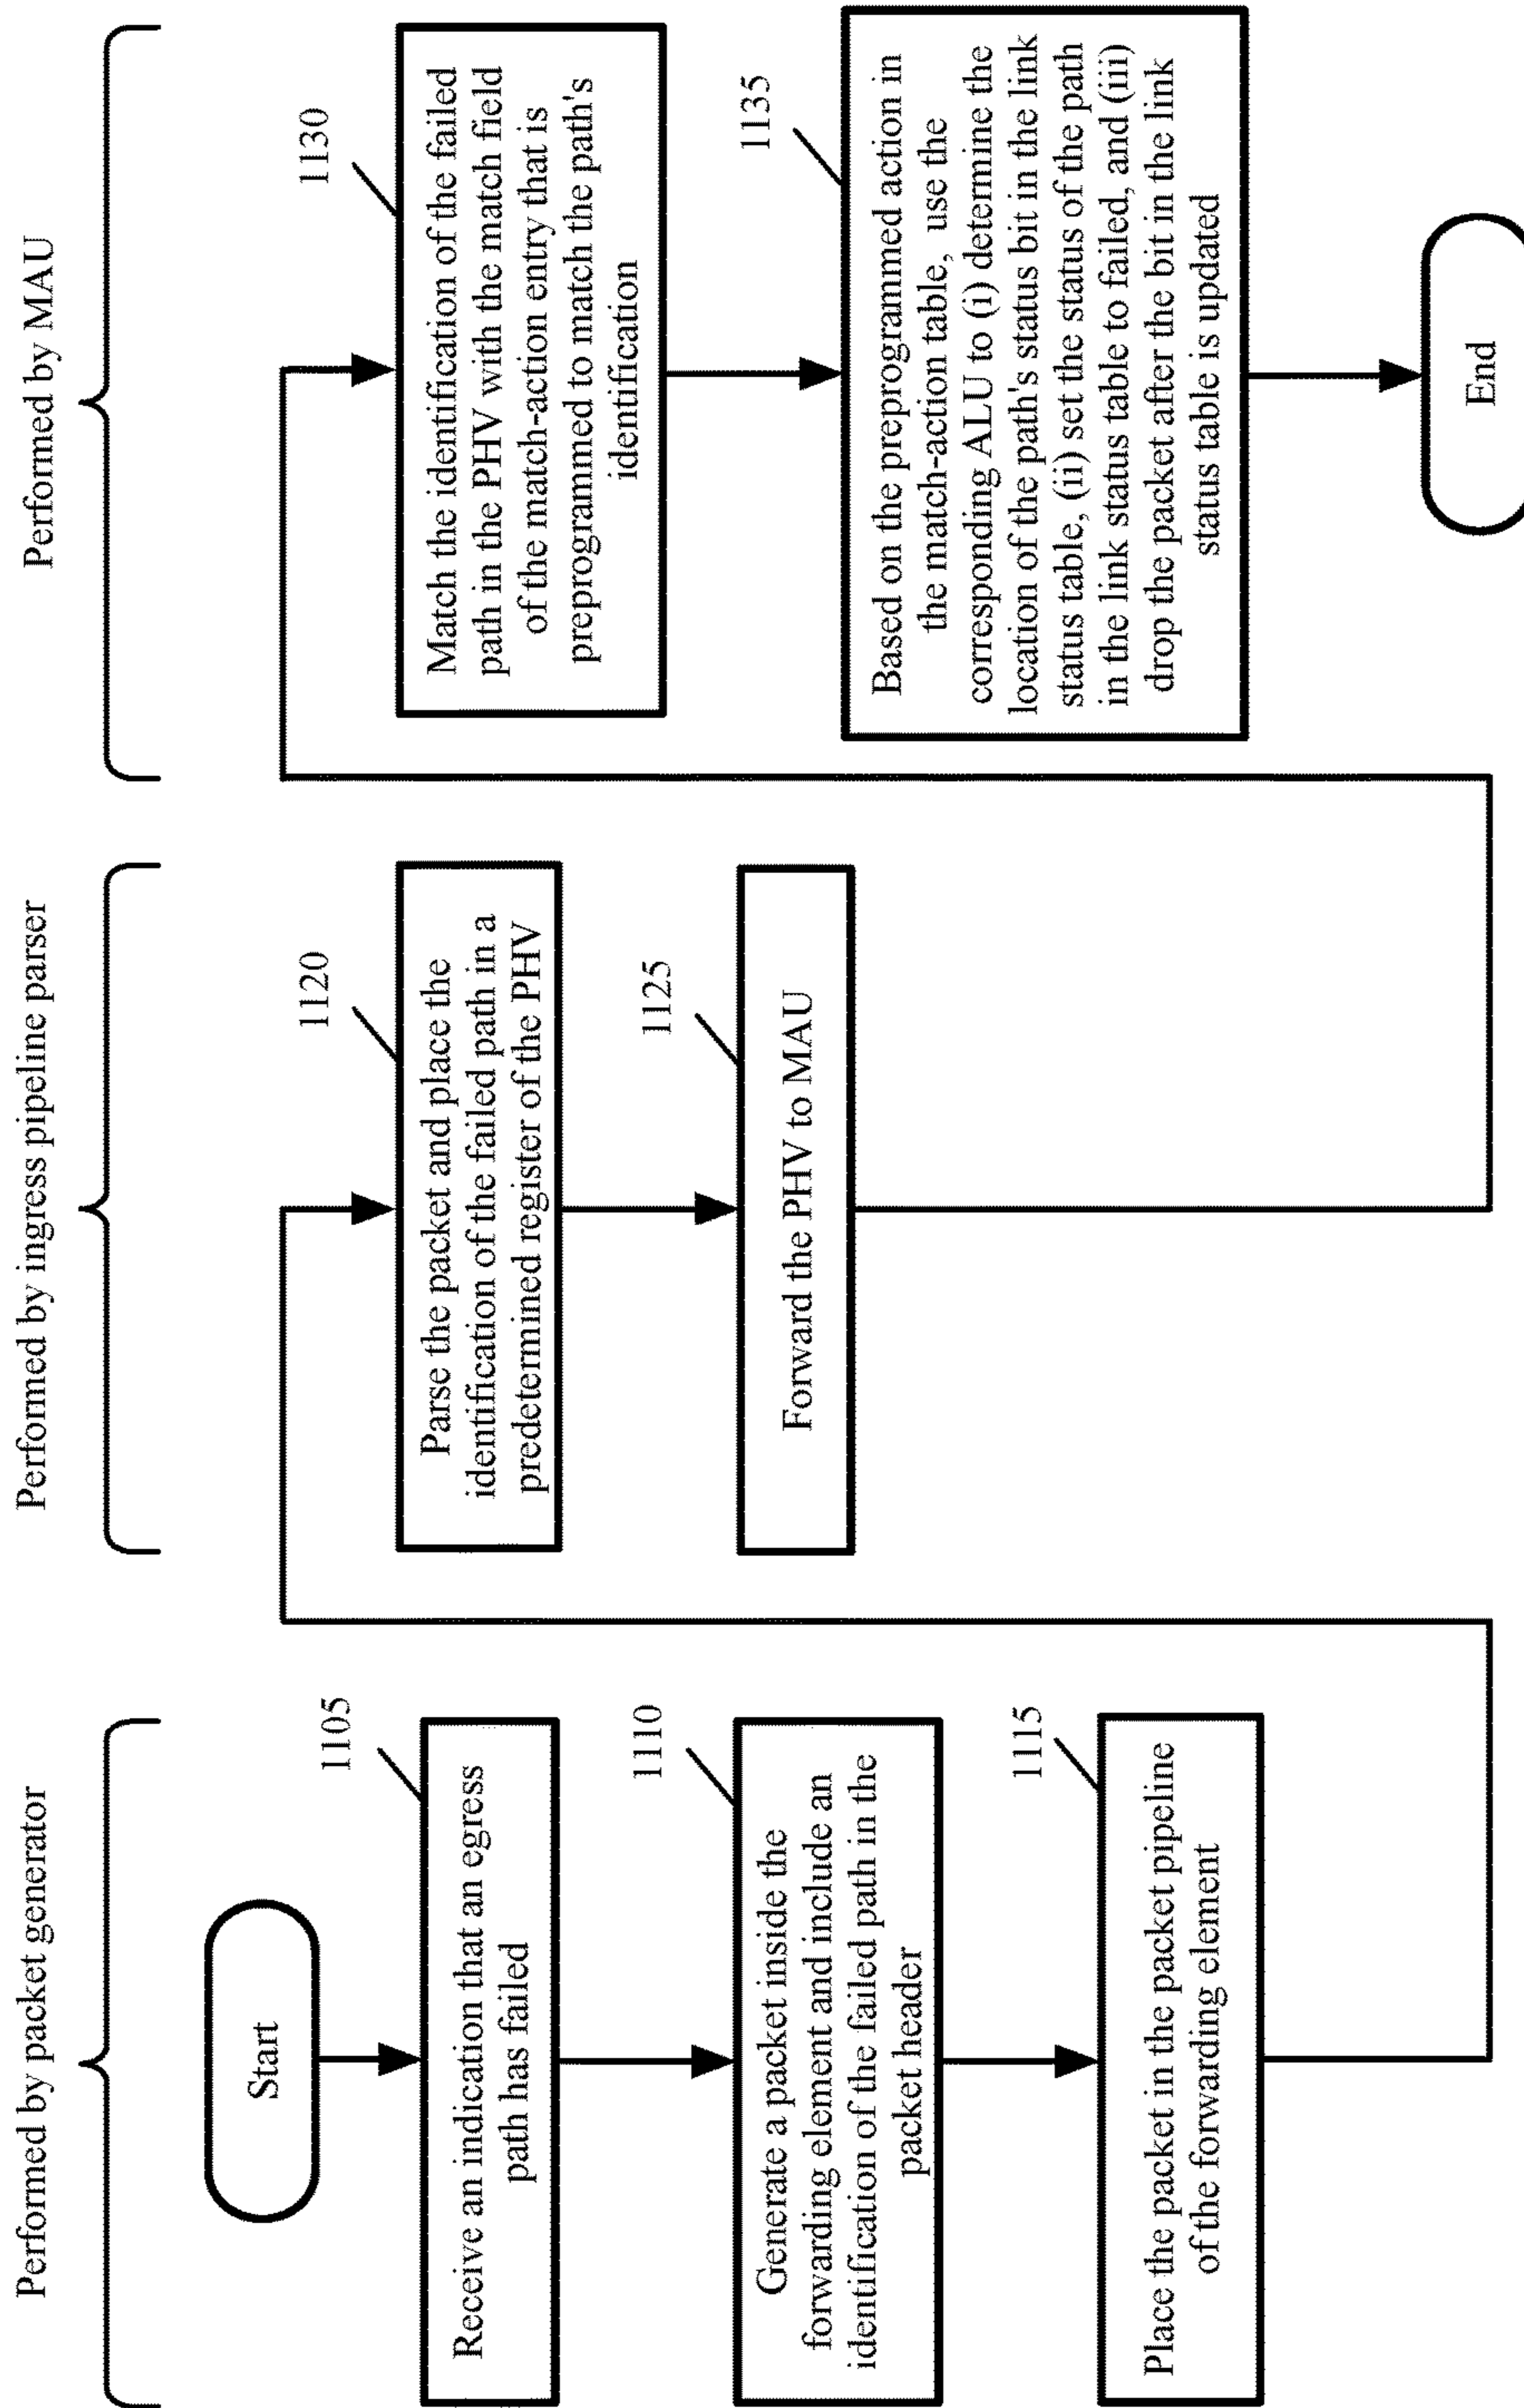 Performed by packet generator
Start
1105
Receive an indication that an egress
path has failed
1110
Generate a packet inside the
forwarding element and include an
identification of the failed path in the
packet header
1115
Place the packet in the packet pipeline
of the forwarding element
Performed by ingress pipeline parser
1120
Parse the packet and place the
identification of the failed path in a
predetermined register of the PHV
1125
Forward the PHV to MAU
Performed by MAU
1130
Match the identification of the failed
path in the PHV with the match field
of the match-action entry that is
preprogrammed to match the path's
identification
1135
Based on the preprogrammed action in
the match-action table, use the
corresponding ALU to (i) determine the
location of the path's status bit in the link
status table, (ii) set the status of the path
in the link status table to failed, and (iii)
drop the packet after the bit in the link
status table is updated
End